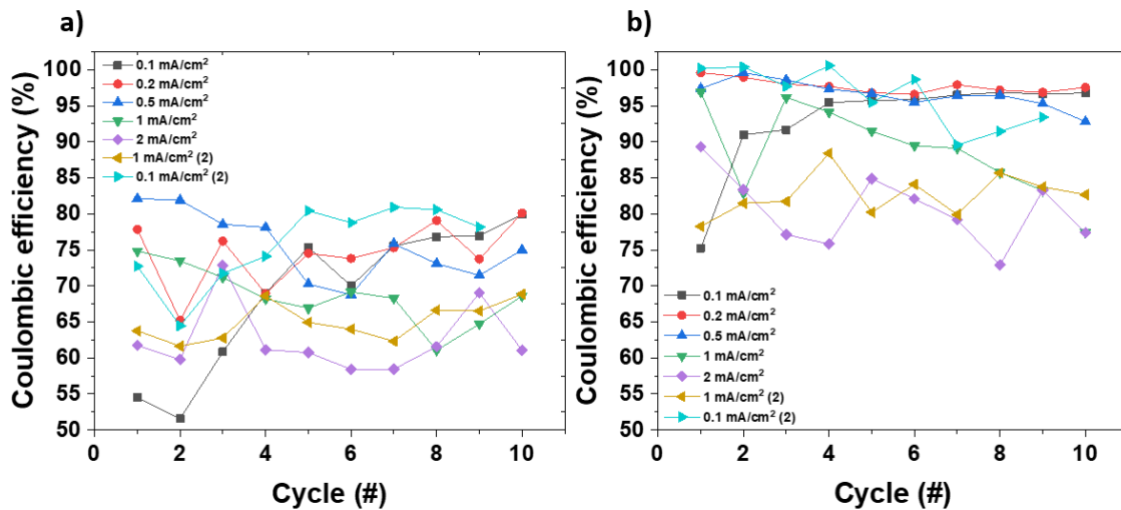 a)
Coulombic efficiency (%)
100
95
90
85
80
75
70
65
60
55
50
0.1 mA/cm²
0.2 mA/cm²
0.5 mA/cm²
1 mA/cm²
2 mA/cm²
1 mA/cm² (2)
0.1 mA/cm² (2)
0 2 4 6 8 10
Cycle (#)
b)
Coulombic efficiency (%)
100
95
90
85
80
75
70
65
60
55
50
0.1 mA/cm²
0.2 mA/cm²
0.5 mA/cm²
1 mA/cm²
2 mA/cm²
1 mA/cm² (2)
0.1 mA/cm² (2)
0 2 4 6 8 10
Cycle (#)